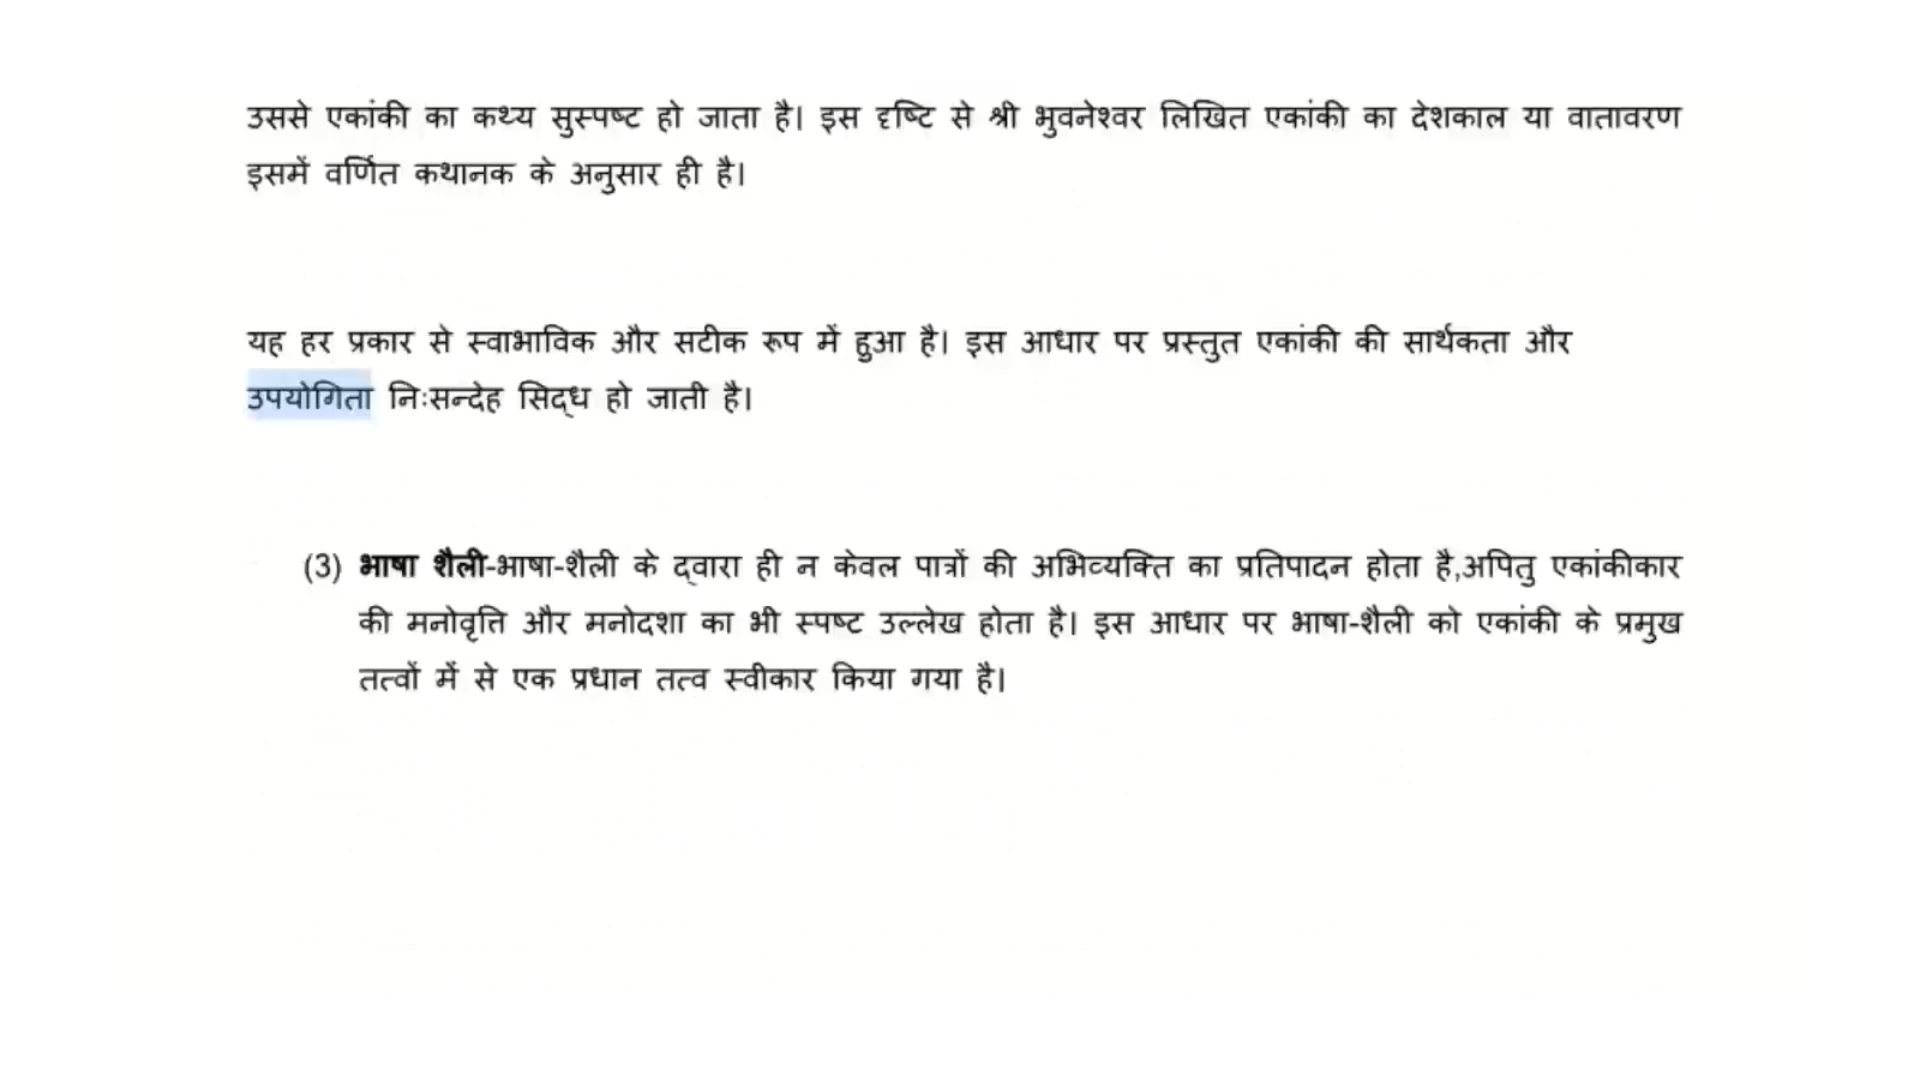 उससे एकांकी का कथ्य सुस्पष्ट हो जाता है। इस दृष्टि से श्री भुवनेश्वर लिखित एकांकी का देशकाल या वातावरण
इसमें वर्णित कथानक के अनुसार ही है।
यह हर प्रकार से स्वाभाविक और सटीक रूप में हुआ है। इस आधार पर प्रस्तुत एकांकी की सार्थकता और
उपयोगिता निःसन्देह सिद्ध हो जाती है।
(3) भाषा शैली-भाषा-शैली के द्वारा ही न केवल पात्रों की अभिव्यक्ति का प्रतिपादन होता है,अपितु एकांकीकार
की मनोवृत्ति और मनोदशा का भी स्पष्ट उल्लेख होता है। इस आधार पर भाषा-शैली को एकांकी के प्रमुख
तत्वों में से एक प्रधान तत्व स्वीकार किया गया है।